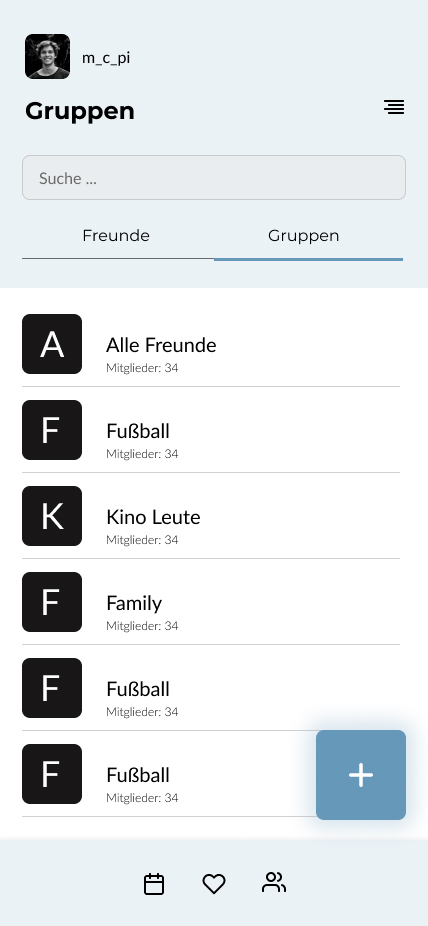 m_c_pi
Gruppen
Suche ...
Freunde Gruppen
A
Alle Freunde
Mitglieder: 34
F
Fußball
Mitglieder: 34
K
Kino Leute
Mitglieder: 34
F
Family
Mitglieder: 34
F
Fußball
Mitglieder: 34
F
Fußball
Mitglieder: 34
+